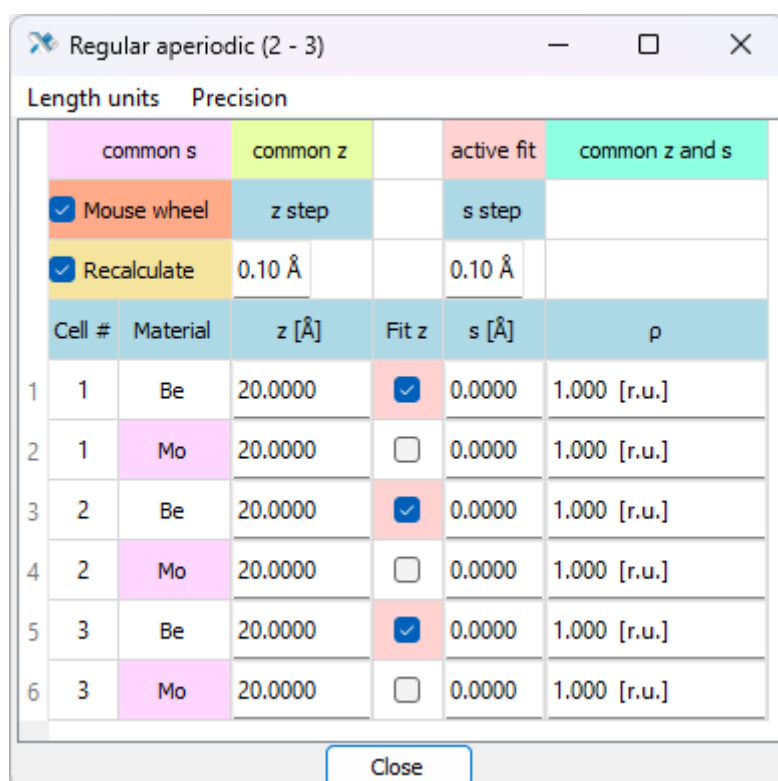 Regular aperiodic (2 - 3)
Length units Precision
common s common z active fit common z and s
Mouse wheel z step s step
Recalculate 0.10 Å 0.10 Å
Cell # Material z [Å] Fit z s [Å] ρ
1 1 Be 20.0000 0.0000 1.000 [r.u.]
2 1 Mo 20.0000 0.0000 1.000 [r.u.]
3 2 Be 20.0000 0.0000 1.000 [r.u.]
4 2 Mo 20.0000 0.0000 1.000 [r.u.]
5 3 Be 20.0000 0.0000 1.000 [r.u.]
6 3 Mo 20.0000 0.0000 1.000 [r.u.]
Close